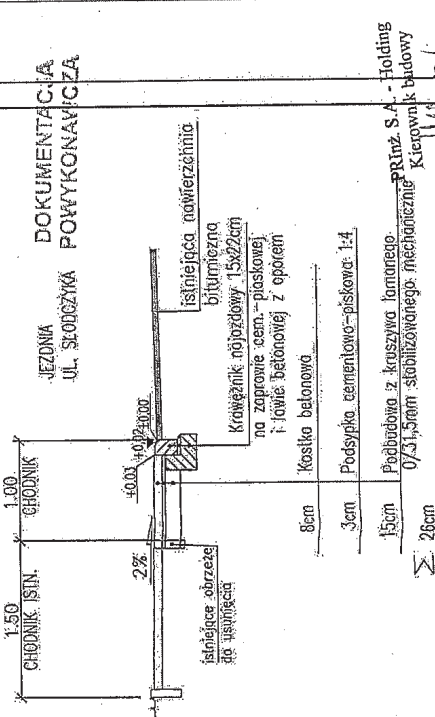 DOKUMENTACJA
POWYKONAWCZA
1.50
1.00
CHODNIK ISTN.
CHODNIK
JEZDNIA
UL. SŁODCZYKA
2%
+0.03
+0.02
±0.00
istniejące obrzeże
do usunięcia
istniejąca nawierzchnia
bitumiczna
Krawężnik najazdowy 15x22cm
na zaprawie cem.-piaskowej
i ławie betonowej z oporem
8cm Kostka betonowa
3cm Podsypka cementowo-piskowa 1:4
15cm Podbudowa z kruszywa łamanego
0/31,5mm stabilizowanego mechanicznie
Σ 26cm
PRInż. S.A. - Holding
Kierownik budowy